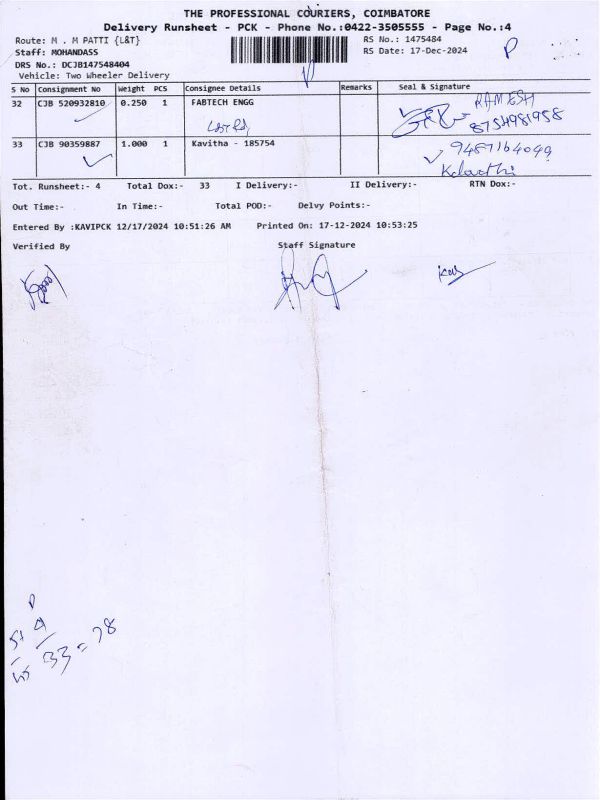 THE PROFESSIONAL COURIERS, COIMBATORE
Delivery Runsheet - PCK - Phone No.:0422-3505555 - Page No.:4
Route: M . M PATTI {L&T} RS No.: 1475484
Staff: MOHANDASS RS Date: 17-Dec-2024 P
DRS No.: DCJB147548404
Vehicle: Two Wheeler Delivery
S No Consignment No Weight PCS Consignee Details Remarks Seal & Signature
32 CJB 520932810 0.250 1 FABTECH ENGG RAMESH
8754981958
33 CJB 90359887 1.000 1 Kavitha - 185754 9487164049
Tot. Runsheet:- 4 Total Dox:- 33 I Delivery:- II Delivery:- RTN Dox:-
Out Time:- In Time:- Total POD:- Delvy Points:-
Entered By :KAVIPCK 12/17/2024 10:51:26 AM Printed On: 17-12-2024 10:53:25
Verified By Staff Signature
33 = 78